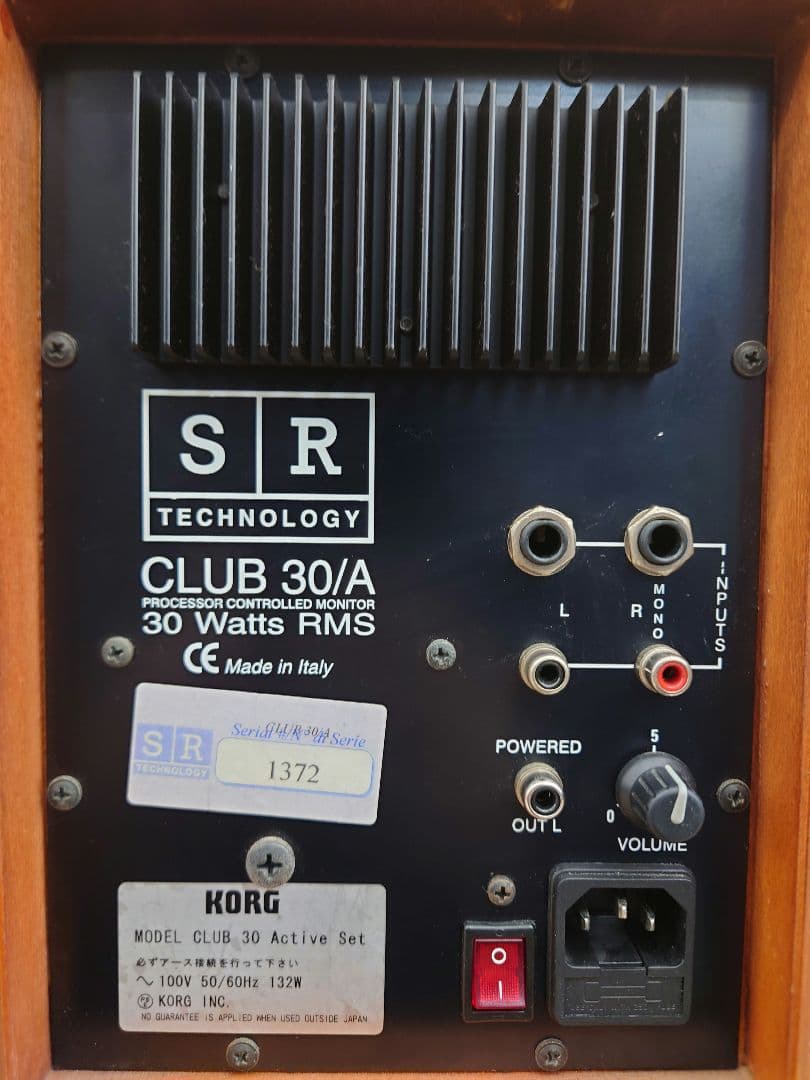 S R
TECHNOLOGY
CLUB 30/A
PROCESSOR CONTROLLED MONITOR
30 Watts RMS
CE Made in Italy
L
R
MONO
INPUTS
S R
TECHNOLOGY
CLUB 30/A
Serial #/N° di Serie
1372
POWERED
OUT L
5
0
VOLUME
KORG
MODEL CLUB 30 Active Set
必ずアース接続を行って下さい
～ 100V 50/60Hz 132W
KORG INC.
NO GUARANTEE IS APPLIED WHEN USED OUTSIDE JAPAN
O
I